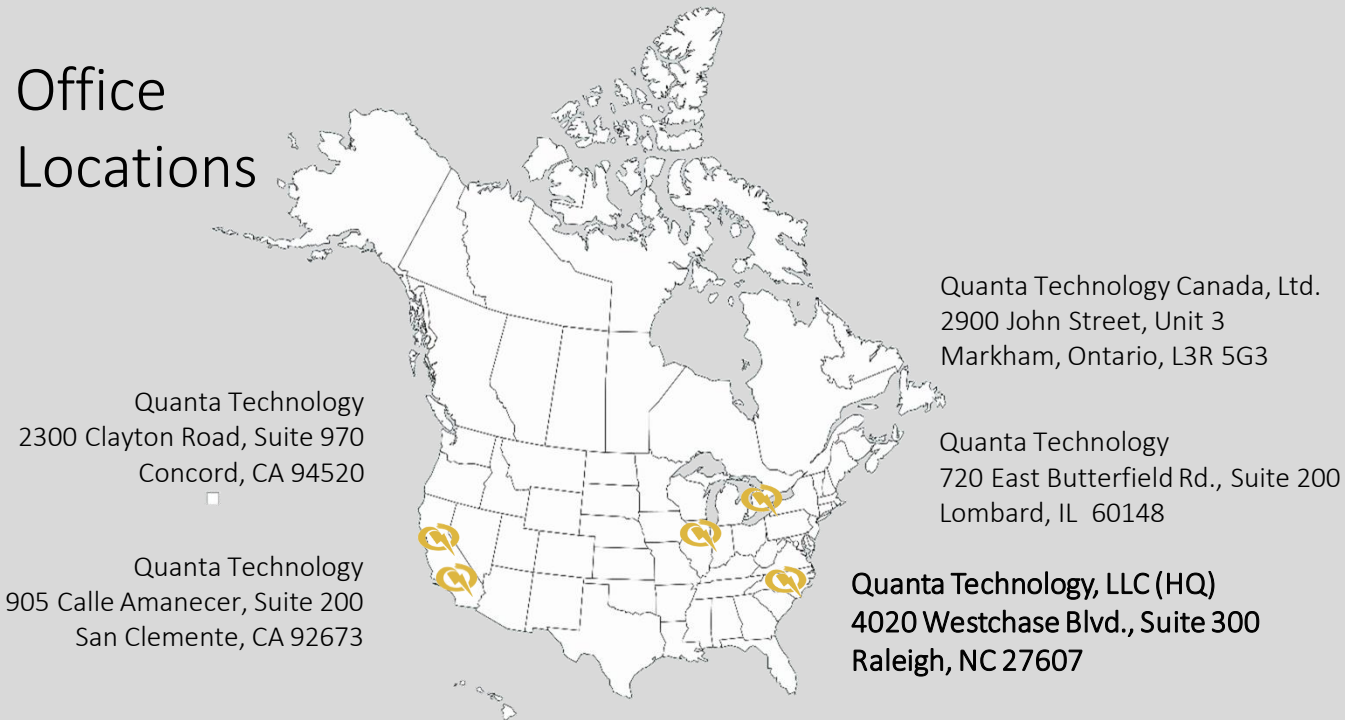 Office
Locations
Quanta Technology Canada, Ltd.
2900 John Street, Unit 3
Markham, Ontario, L3R 5G3
Quanta Technology
2300 Clayton Road, Suite 970
Concord, CA 94520
Quanta Technology
720 East Butterfield Rd., Suite 200
Lombard, IL 60148
Quanta Technology
905 Calle Amanecer, Suite 200
San Clemente, CA 92673
Quanta Technology, LLC (HQ)
4020 Westchase Blvd., Suite 300
Raleigh, NC 27607